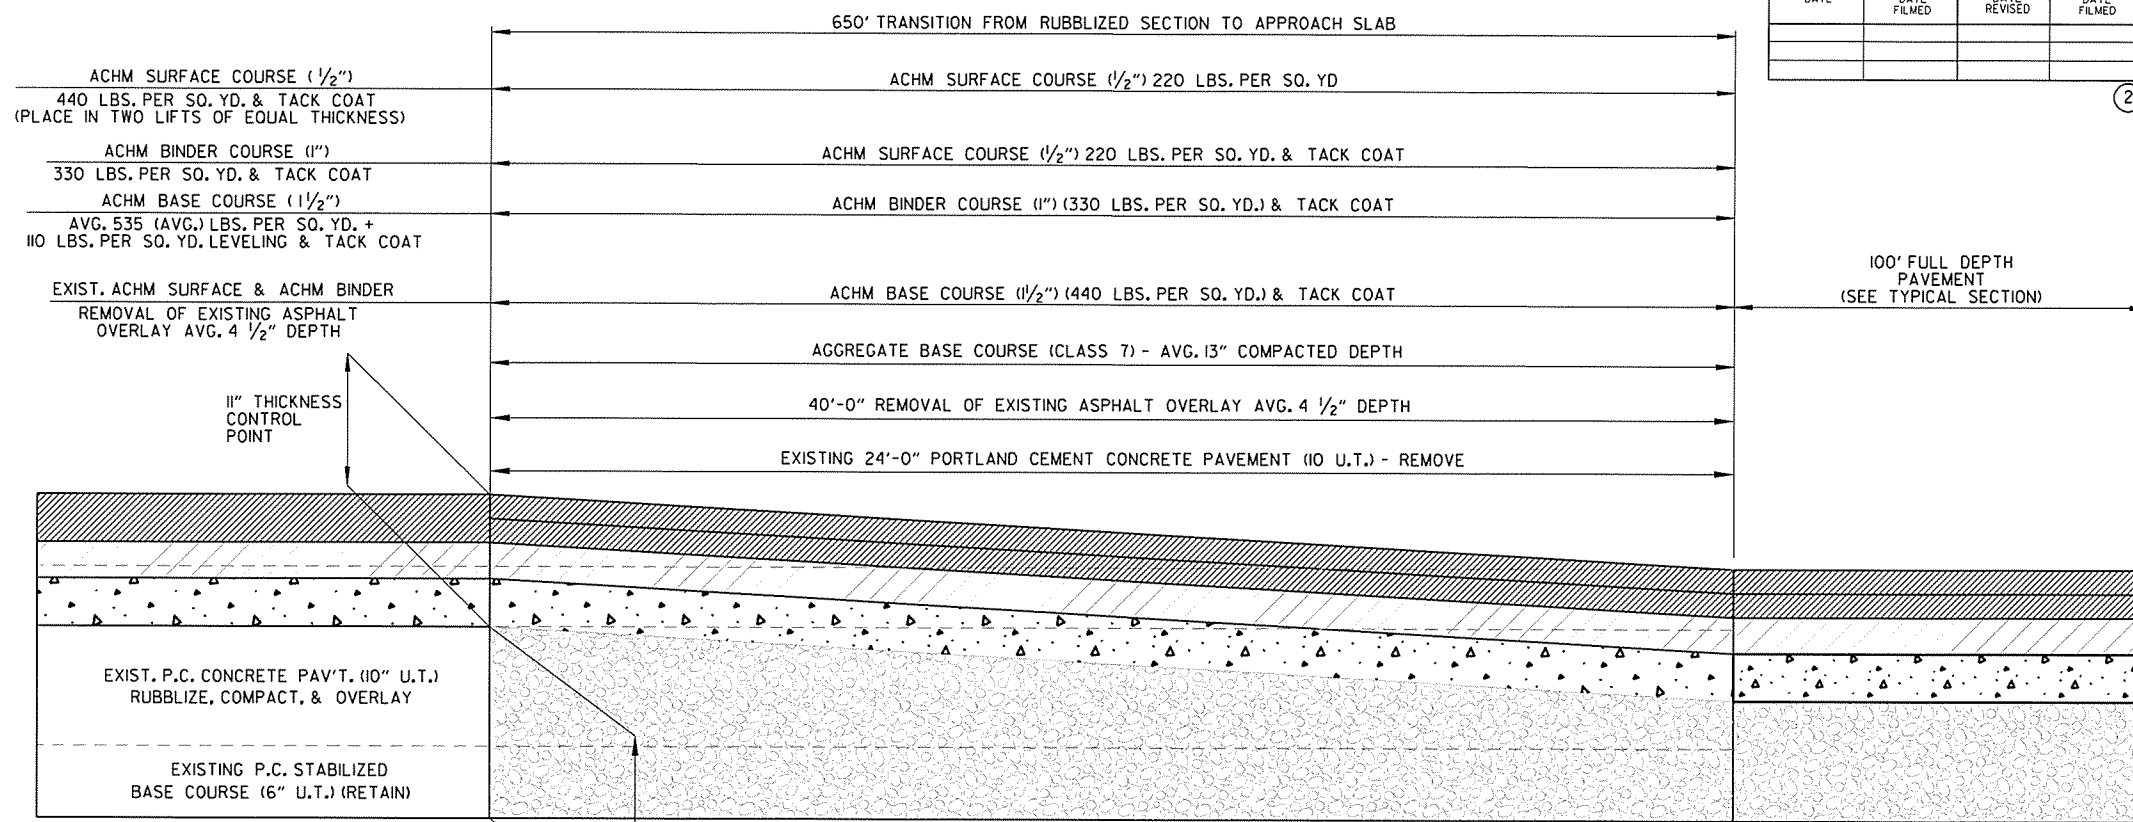 650' TRANSITION FROM RUBBLIZED SECTION TO APPROACH SLAB
DATE
FILMED
REVISED
FILMED
2
ACHM SURFACE COURSE (1/2")
440 LBS. PER SQ. YD. & TACK COAT
(PLACE IN TWO LIFTS OF EQUAL THICKNESS)
ACHM SURFACE COURSE (1/2") 220 LBS. PER SQ. YD
ACHM BINDER COURSE (1")
330 LBS. PER SQ. YD. & TACK COAT
ACHM SURFACE COURSE (1/2") 220 LBS. PER SQ. YD. & TACK COAT
ACHM BASE COURSE (1 1/2")
AVG. 535 (AVG.) LBS. PER SQ. YD. +
110 LBS. PER SQ. YD. LEVELING & TACK COAT
ACHM BINDER COURSE (1") (330 LBS. PER SQ. YD.) & TACK COAT
EXIST. ACHM SURFACE & ACHM BINDER
REMOVAL OF EXISTING ASPHALT
OVERLAY AVG. 4 1/2" DEPTH
ACHM BASE COURSE (1 1/2") (440 LBS. PER SQ. YD.) & TACK COAT
100' FULL DEPTH
PAVEMENT
(SEE TYPICAL SECTION)
AGGREGATE BASE COURSE (CLASS 7) - AVG. 13" COMPACTED DEPTH
11" THICKNESS
CONTROL
POINT
40'-0" REMOVAL OF EXISTING ASPHALT OVERLAY AVG. 4 1/2" DEPTH
EXISTING 24'-0" PORTLAND CEMENT CONCRETE PAVEMENT (10 U.T.) - REMOVE
EXIST. P.C. CONCRETE PAV'T. (10" U.T.)
RUBBLIZE, COMPACT, & OVERLAY
EXISTING P.C. STABILIZED
BASE COURSE (6" U.T.) (RETAIN)